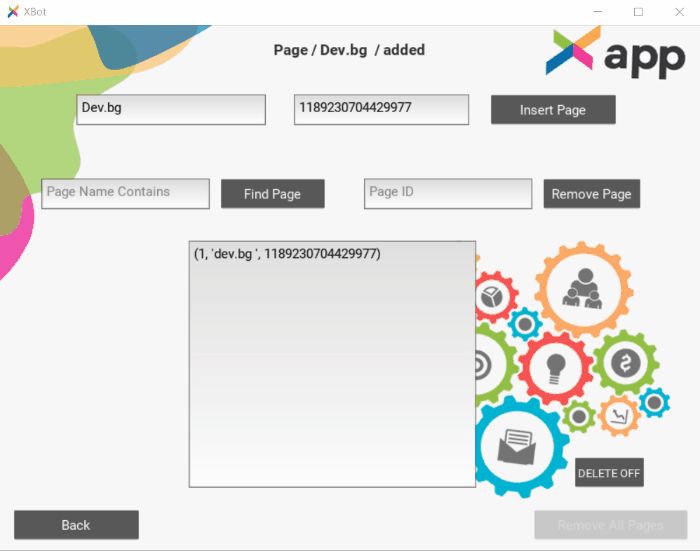 XBot
Page / Dev.bg / added
app
Dev.bg
1189230704429977
Insert Page
Page Name Contains
Find Page
Page ID
Remove Page
(1, 'dev.bg ', 1189230704429977)
DELETE OFF
Back
Remove All Pages